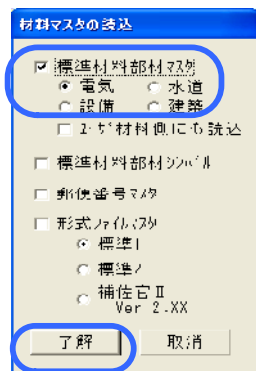 材料マスタの読込
標準材料部材マスタ
電気 水道
設備 建築
ユーザ材料側にも読込
標準材料部材シンボル
郵便番号マスタ
形式ファイルマスタ
標準1
標準2
補佐官Ⅱ
Ver 2.XX
了解 取消